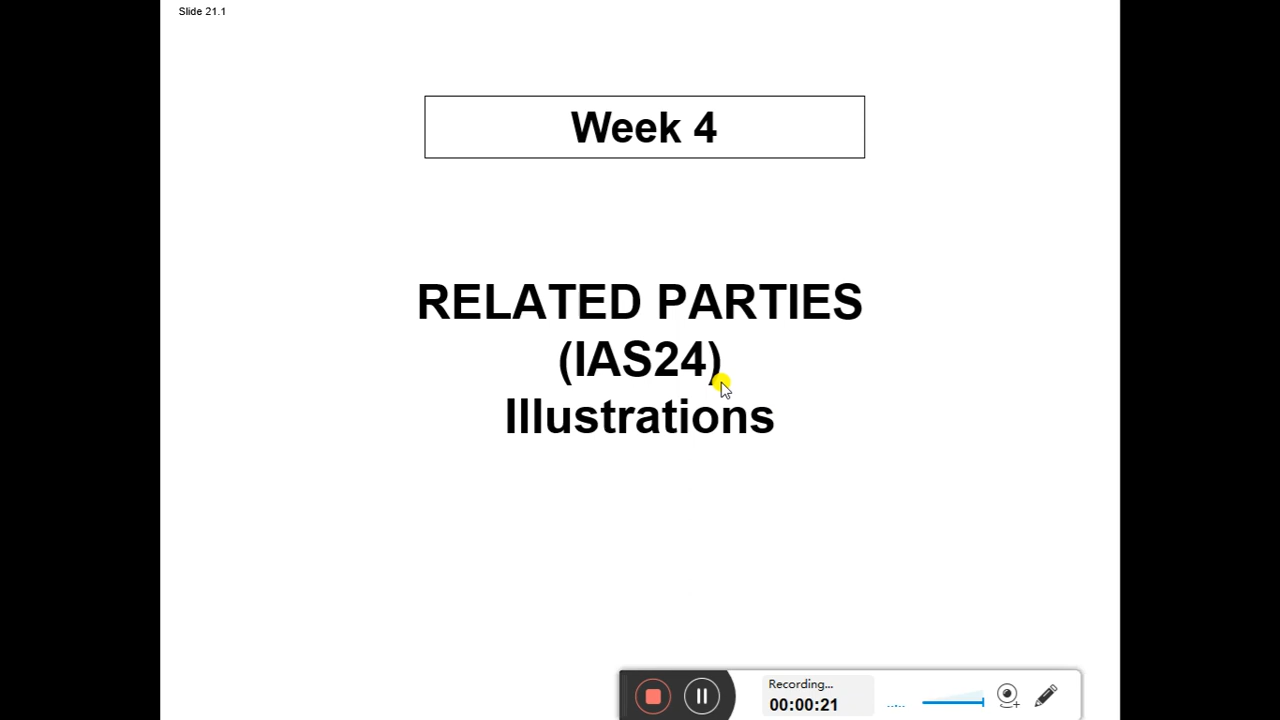 Slide 21.1
Week 4
RELATED PARTIES
(IAS24)
Illustrations
Recording...
00:00:21